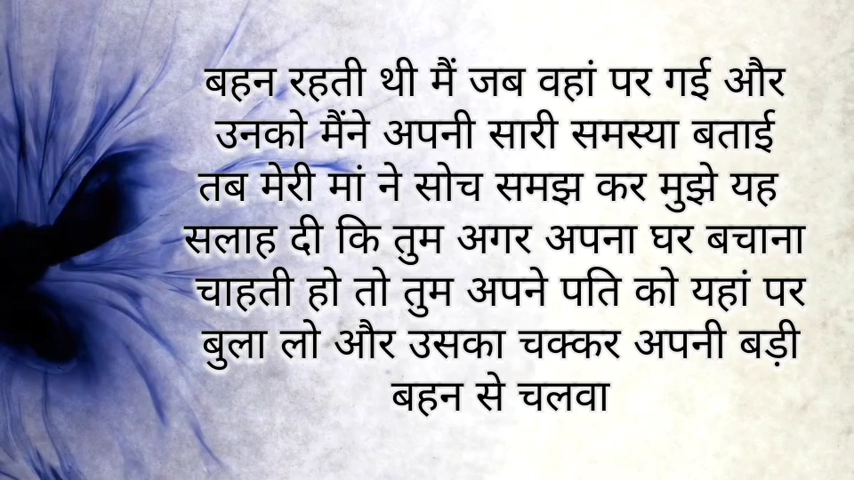 बहन रहती थी मैं जब वहां पर गई और
उनको मैंने अपनी सारी समस्या बताई
तब मेरी मां ने सोच समझ कर मुझे यह
सलाह दी कि तुम अगर अपना घर बचाना
चाहती हो तो तुम अपने पति को यहां पर
बुला लो और उसका चक्कर अपनी बड़ी
बहन से चलवा